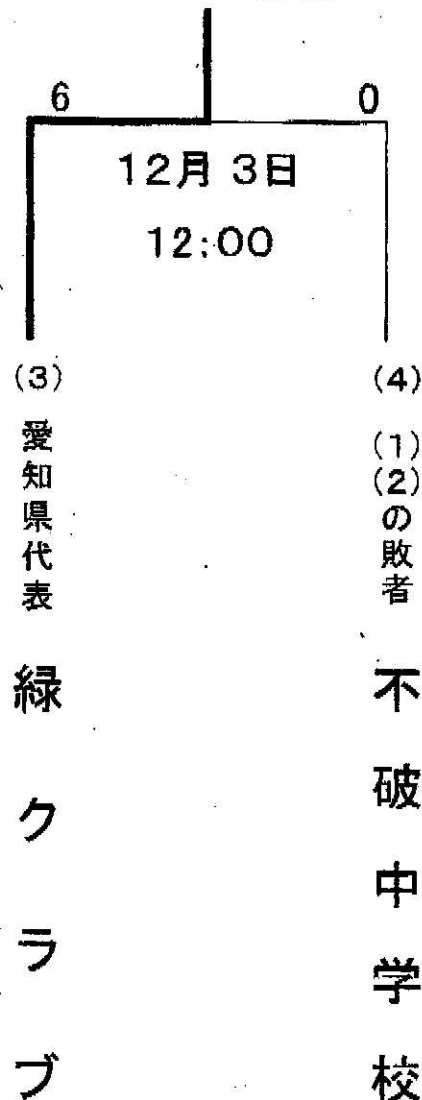 6 0
12月 3日
12:00
(3) 愛知県代表 緑クラブ
(4) (1)(2)の敗者 不破中学校